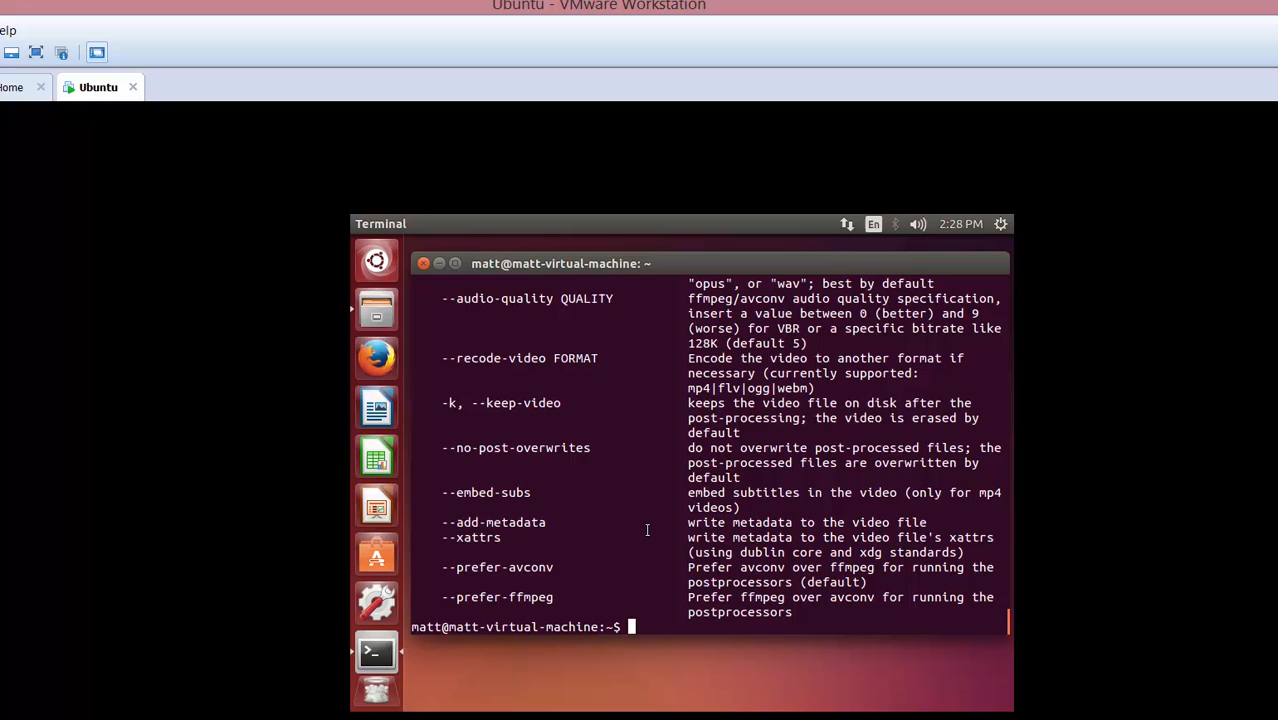 Ubuntu - VMware Workstation
elp
Home
Ubuntu
Terminal
En
2:28 PM
matt@matt-virtual-machine: ~
"opus", or "wav"; best by default
--audio-quality QUALITY ffmpeg/avconv audio quality specification,
insert a value between 0 (better) and 9
(worse) for VBR or a specific bitrate like
128K (default 5)
--recode-video FORMAT Encode the video to another format if
necessary (currently supported:
mp4|flv|ogg|webm)
-k, --keep-video keeps the video file on disk after the
post-processing; the video is erased by
default
--no-post-overwrites do not overwrite post-processed files; the
post-processed files are overwritten by
default
--embed-subs embed subtitles in the video (only for mp4
videos)
--add-metadata write metadata to the video file
--xattrs write metadata to the video file's xattrs
(using dublin core and xdg standards)
--prefer-avconv Prefer avconv over ffmpeg for running the
postprocessors (default)
--prefer-ffmpeg Prefer ffmpeg over avconv for running the
postprocessors
matt@matt-virtual-machine:~$